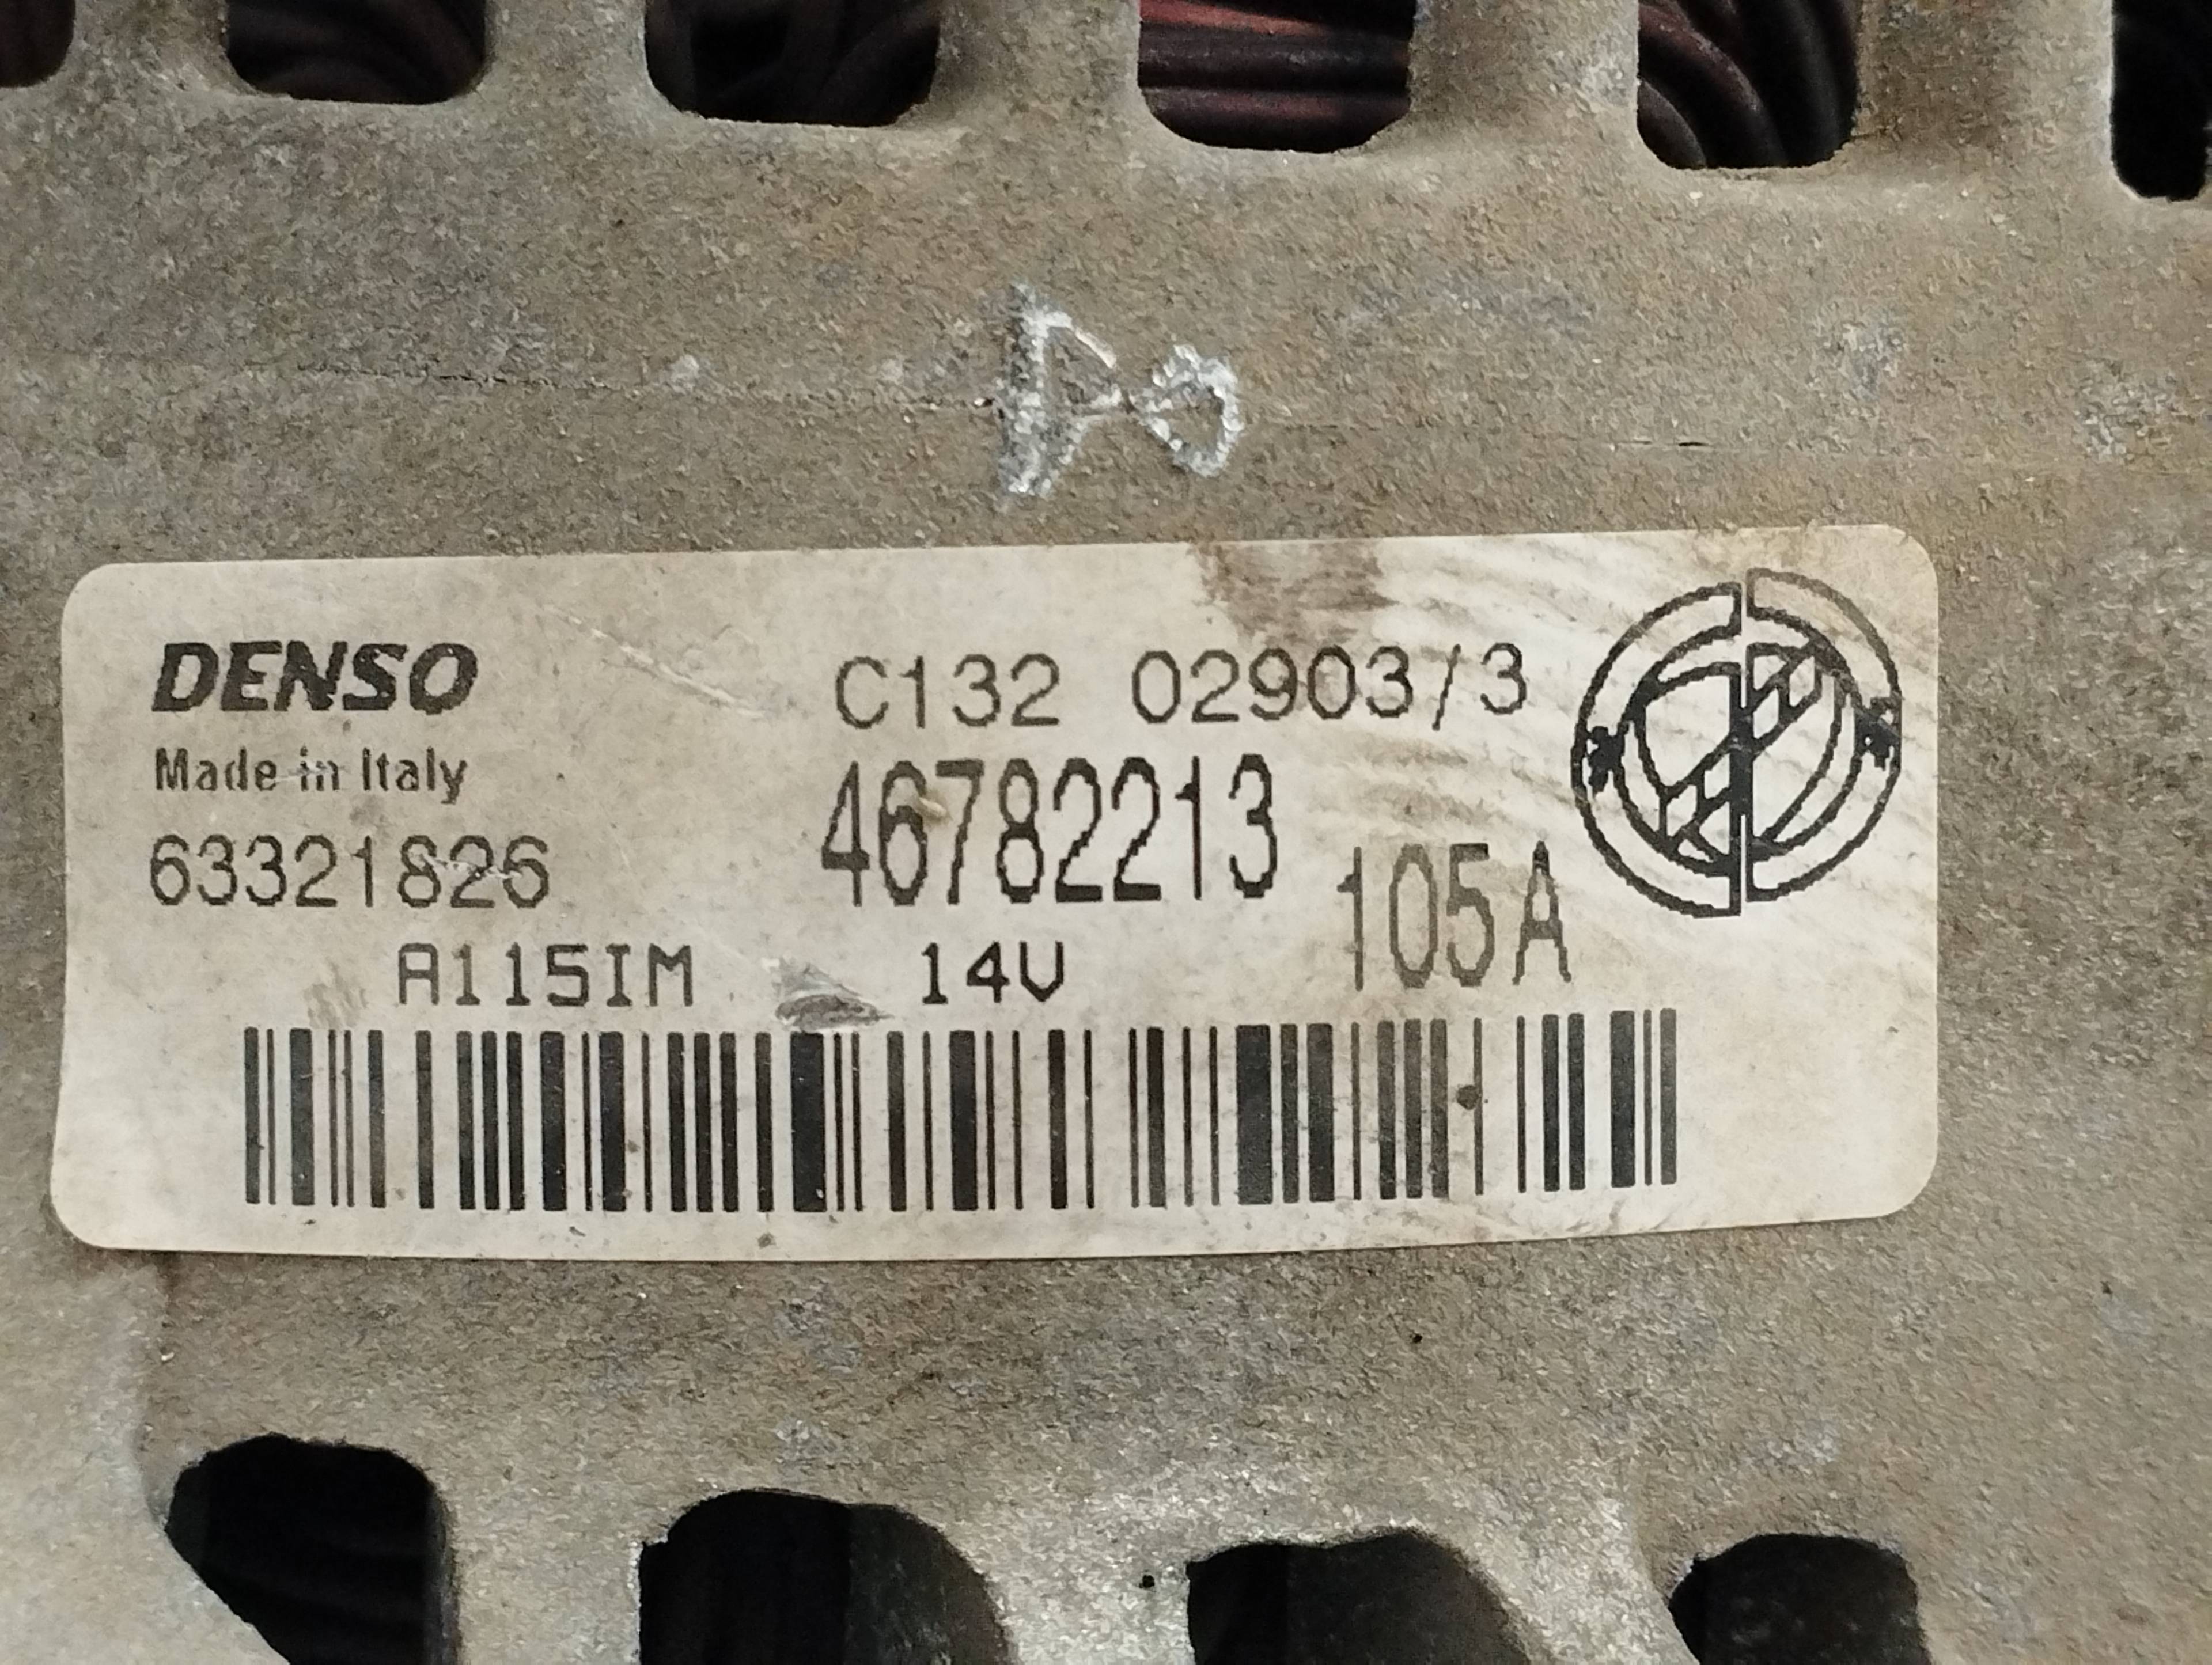 DENSO C132 02903/3
Made in Italy 46782213
63321826 105A
A115IM 14V